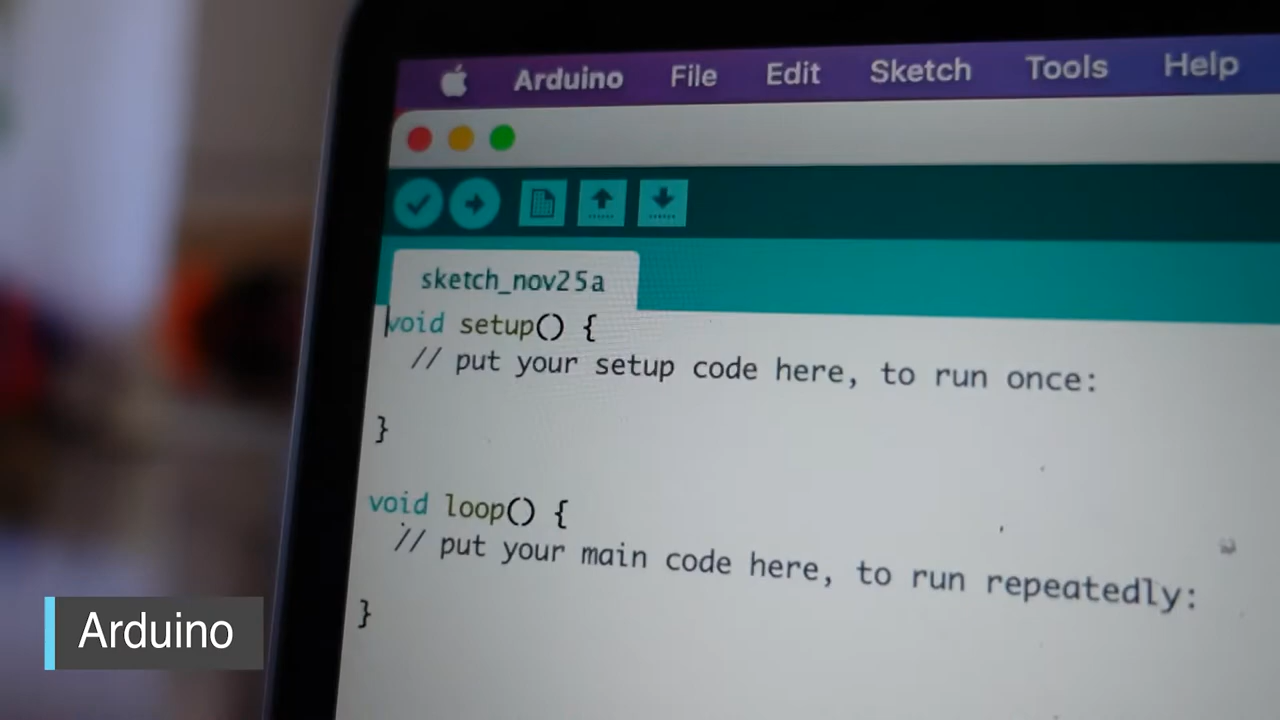 Arduino File Edit Sketch Tools Help
sketch_nov25a
void setup() {
// put your setup code here, to run once:
}
void loop() {
// put your main code here, to run repeatedly:
}
Arduino